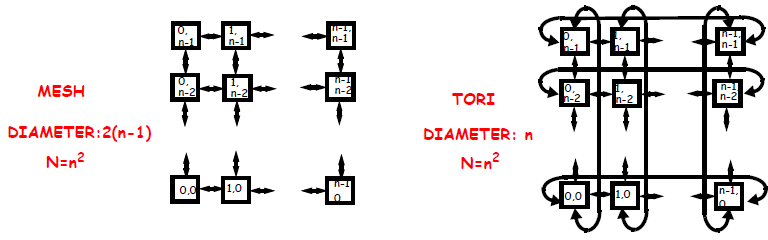 MESH
DIAMETER:2(n-1)
N=n²
0,
n-1
1,
n-1
n-1,
n-1
0,
n-2
1,
n-2
n-1
n-2
0,0
1,0
n-1
0
TORI
DIAMETER: n
N=n²
0,
n-1
1,
n-1
n-1,
n-1
0,
n-2
1,
n-2
n-1
n-2
0,0
1,0
n-1,
0